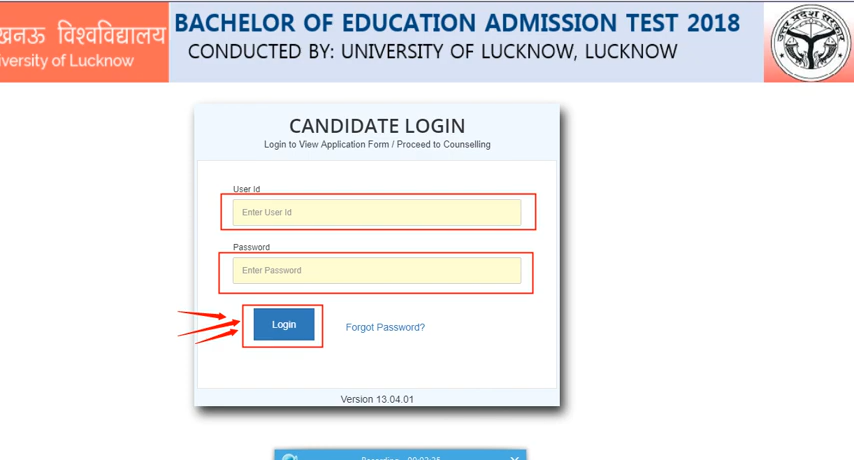 BACHELOR OF EDUCATION ADMISSION TEST 2018
विश्वविद्यालय
University of Lucknow
CONDUCTED BY: UNIVERSITY OF LUCKNOW, LUCKNOW
CANDIDATE LOGIN
Login to View Application Form / Proceed to Counselling
User Id
Enter User Id
Password
Enter Password
Login
Forgot Password?
Version 13.04.01